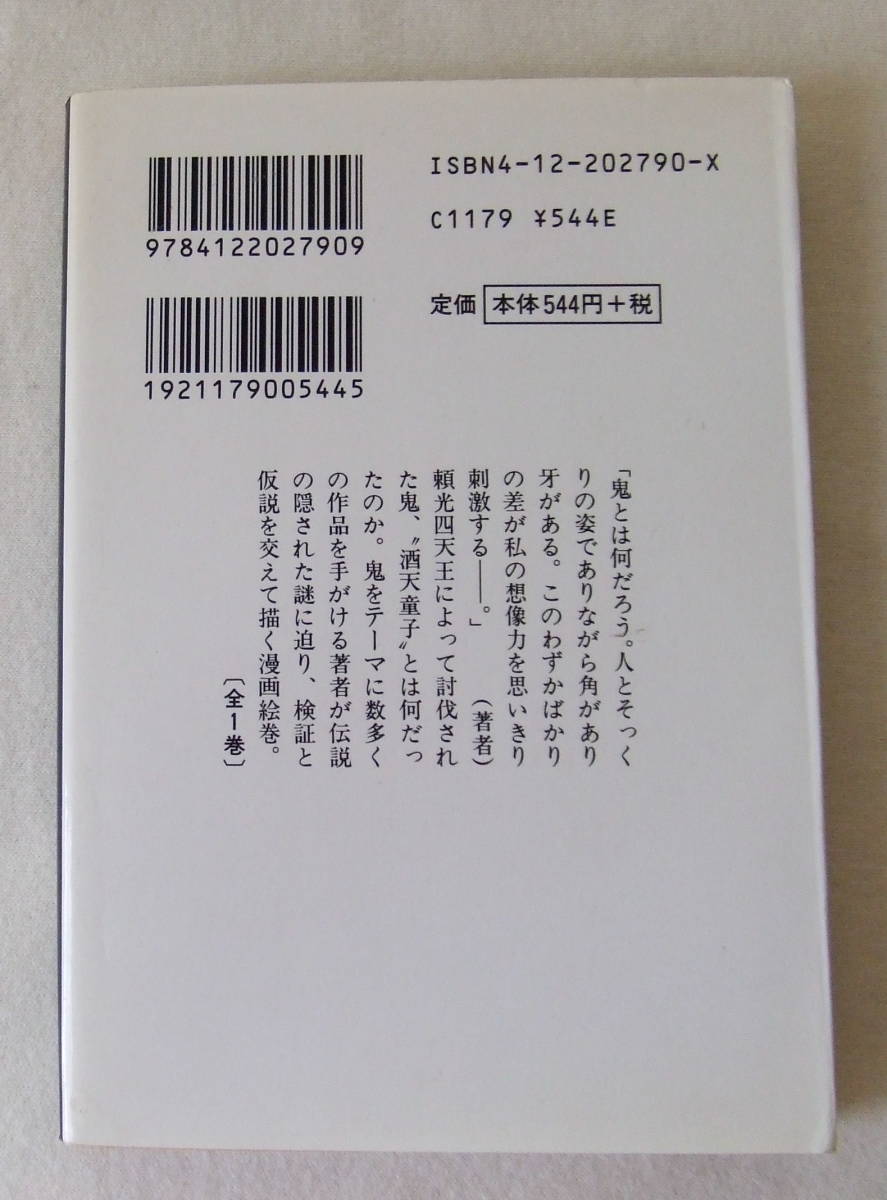 9784122027909
ISBN4-12-202790-X
C1179 ¥544E
1921179005445
定価 本体544円+税
「鬼とは何だろう。人とそっく
りの姿でありながら角があり
牙がある。このわずかばかり
の差が私の想像力を思いきり
刺激する――。」　（著者）
頼光四天王によって討伐され
た鬼、〝酒天童子〟とは何だっ
たのか。鬼をテーマに数多く
の作品を手がける著者が伝説
の隠された謎に迫り、検証と
仮説を交えて描く漫画絵巻。
〔全1巻〕